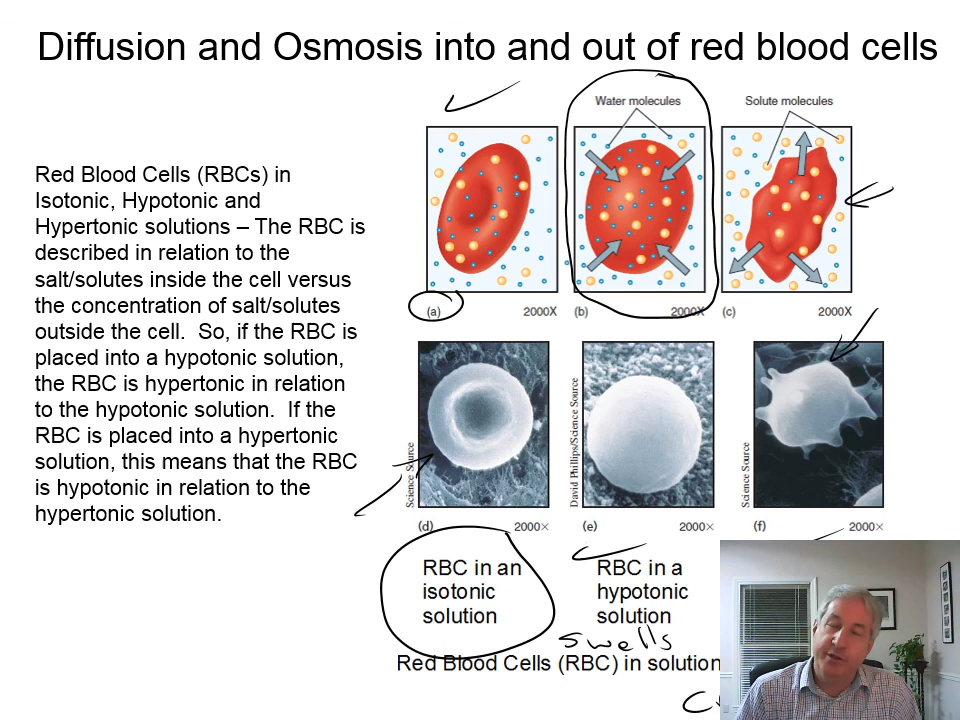 Diffusion and Osmosis into and out of red blood cells
Water molecules
Solute molecules
Red Blood Cells (RBCs) in
Isotonic, Hypotonic and
Hypertonic solutions – The RBC is
described in relation to the
salt/solutes inside the cell versus
the concentration of salt/solutes
outside the cell. So, if the RBC is
placed into a hypotonic solution,
the RBC is hypertonic in relation
to the hypotonic solution. If the
RBC is placed into a hypertonic
solution, this means that the RBC
is hypotonic in relation to the
hypertonic solution.
(a) 2000X
(b) 2000X
(c) 2000X
Science Source
David Phillips/Science Source
Science Source
(d) 2000×
(e) 2000×
(f) 2000×
RBC in an
isotonic
solution
RBC in a
hypotonic
solution
swells
Red Blood Cells (RBC) in solution